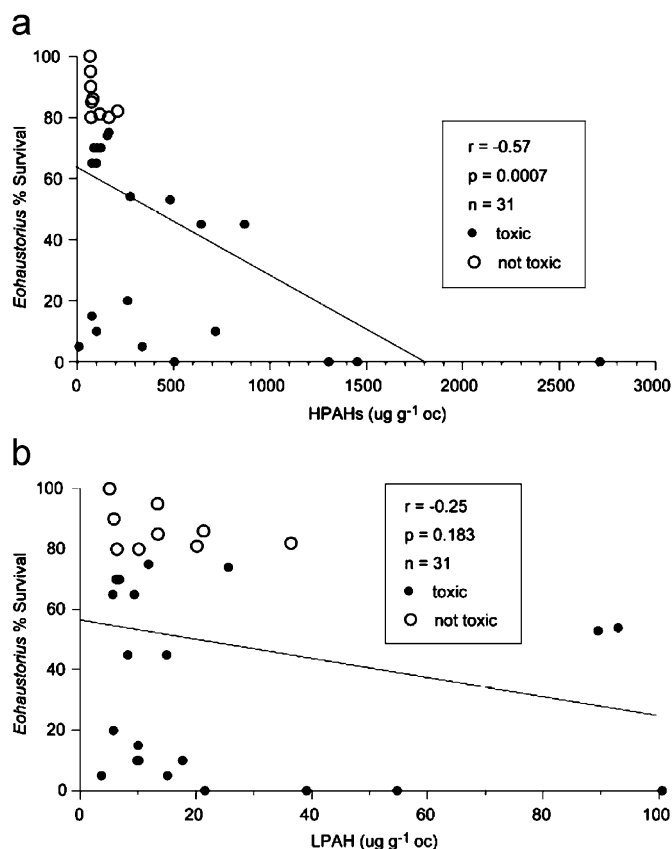 a
100
80
60
40
20
0
Eohaustorius % Survival
r = -0.57
p = 0.0007
n = 31
toxic
not toxic
0 500 1000 1500 2000 2500 3000
HPAHs (ug g⁻¹ oc)
b
100
80
60
40
20
0
Eohaustorius % Survival
r = -0.25
p = 0.183
n = 31
toxic
not toxic
0 20 40 60 80 100
LPAH (ug g⁻¹ oc)